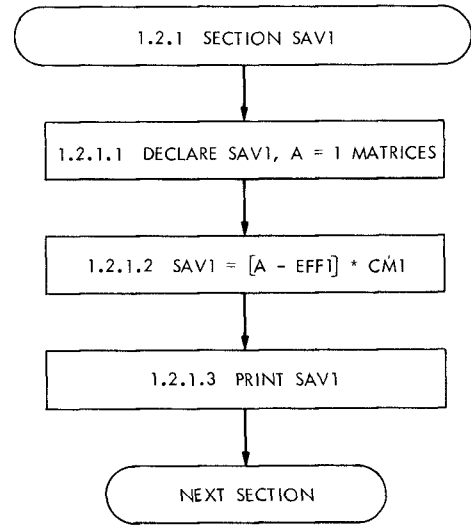 1.2.1 SECTION SAV1
1.2.1.1 DECLARE SAV1, A = 1 MATRICES
1.2.1.2 SAV1 = [A - EFF1] * CM1
1.2.1.3 PRINT SAV1
NEXT SECTION